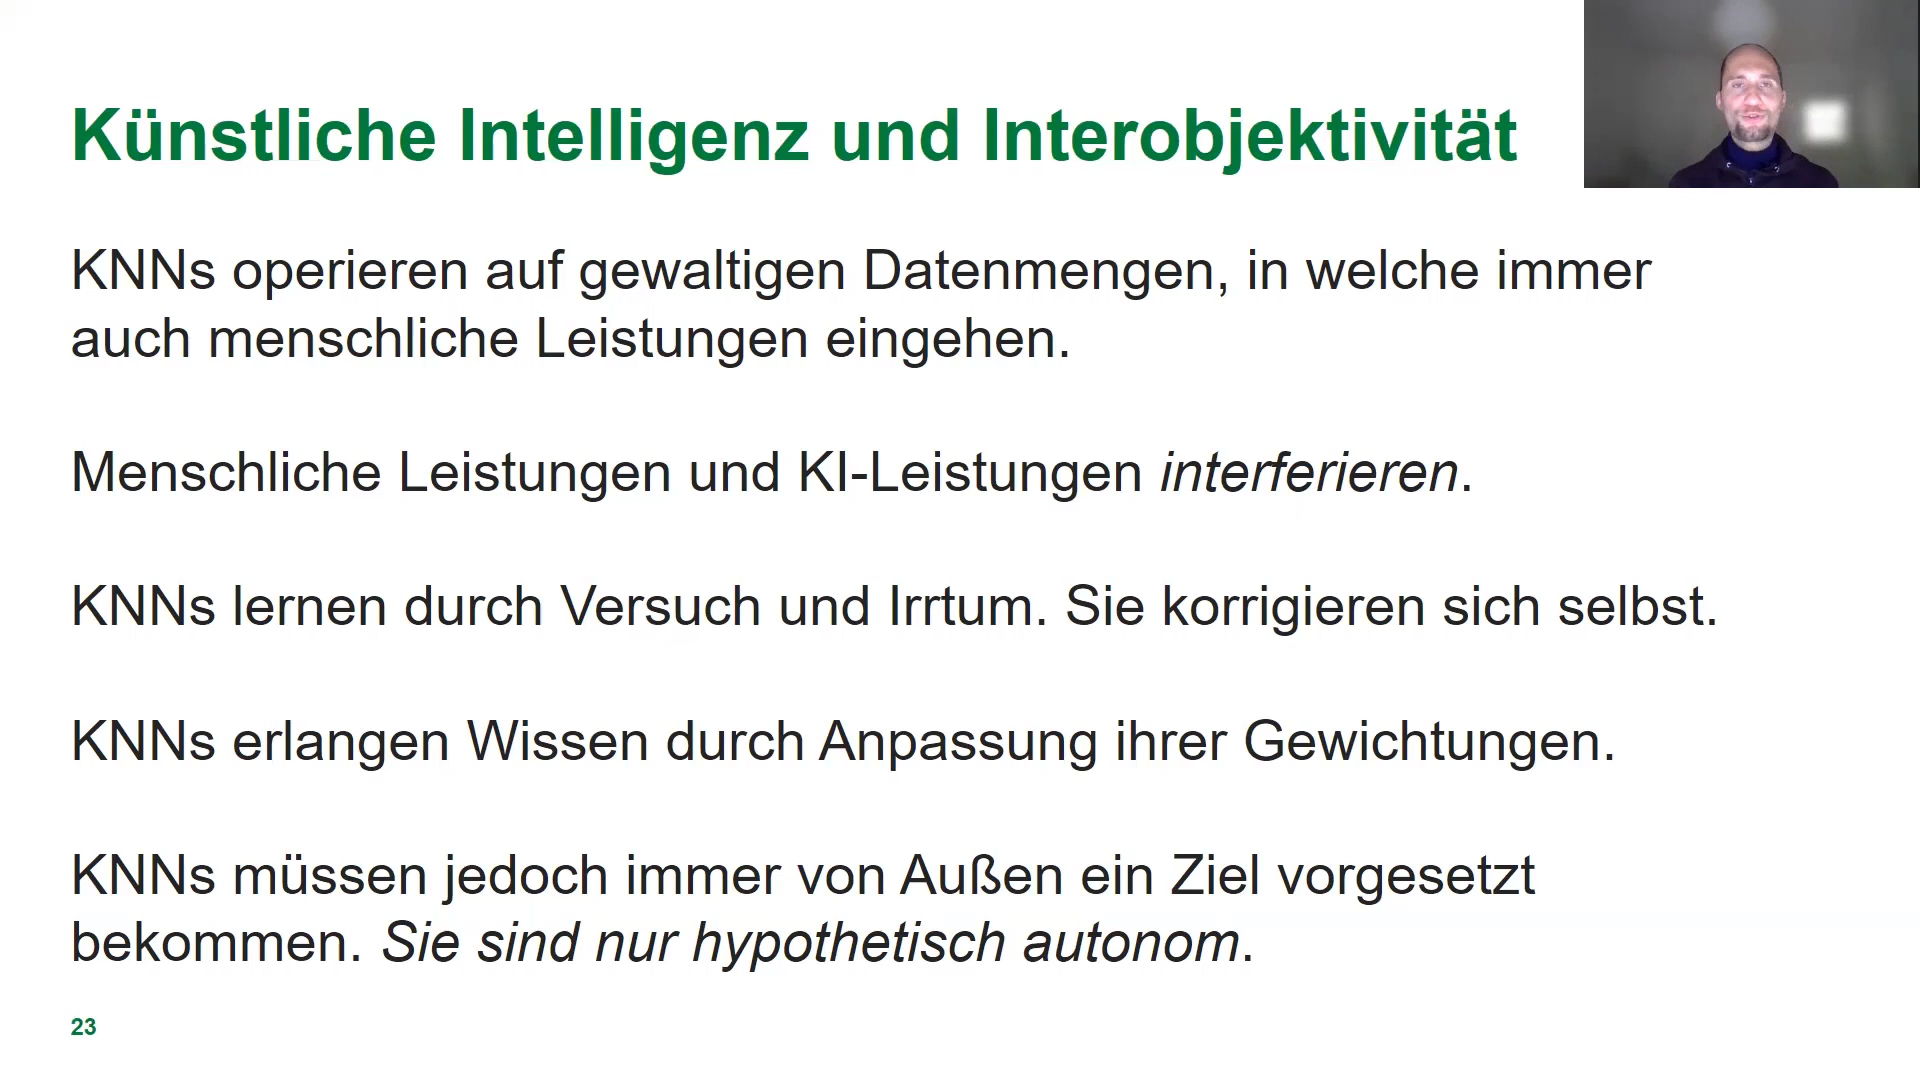 Künstliche Intelligenz und Interobjektivität
KNNs operieren auf gewaltigen Datenmengen, in welche immer
auch menschliche Leistungen eingehen.
Menschliche Leistungen und KI-Leistungen interferieren.
KNNs lernen durch Versuch und Irrtum. Sie korrigieren sich selbst.
KNNs erlangen Wissen durch Anpassung ihrer Gewichtungen.
KNNs müssen jedoch immer von Außen ein Ziel vorgesetzt
bekommen. Sie sind nur hypothetisch autonom.
23